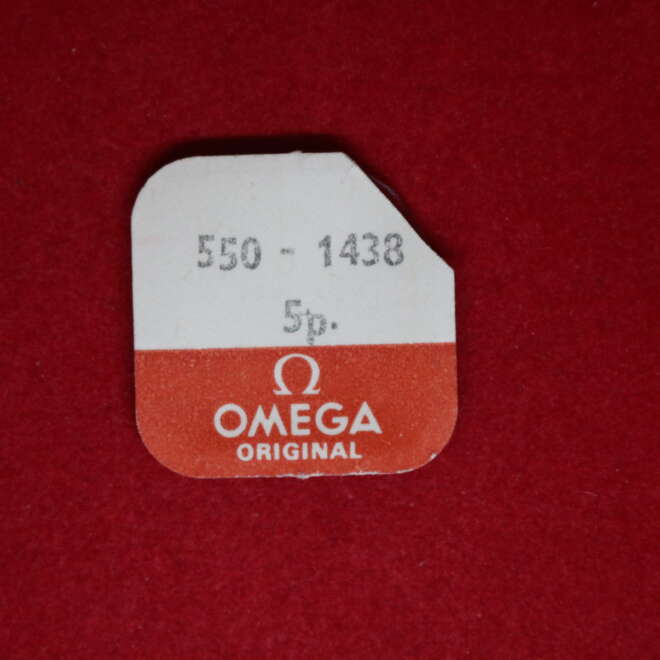 550 - 1438
5p.
Ω
OMEGA
ORIGINAL